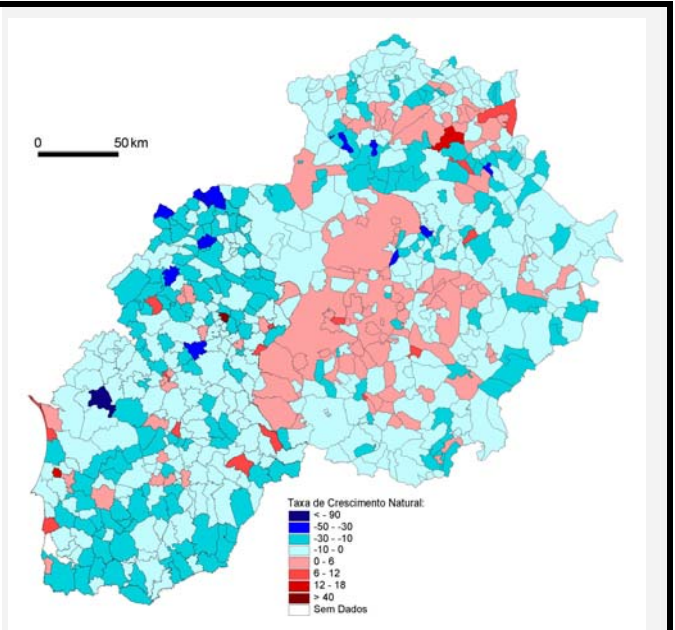 0 50 km
Taxa de Crescimento Natural:
< - 90
-50 - -30
-30 - -10
-10 - 0
0 - 6
6 - 12
12 - 18
> 40
Sem Dados